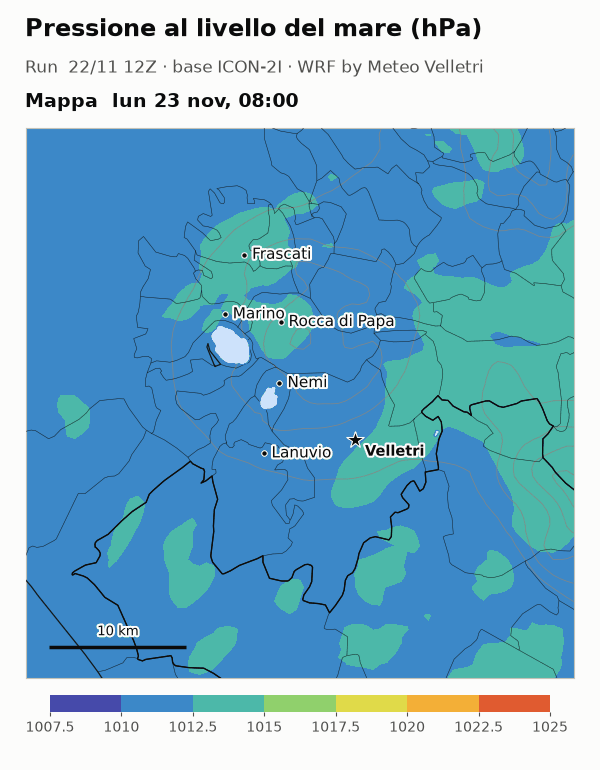 Pressione al livello del mare (hPa)
Run  22/11 12Z · base ICON-2I · WRF by Meteo Velletri
Mappa  lun 23 nov, 08:00
Frascati
Marino
Rocca di Papa
Nemi
Velletri
Lanuvio
10 km
1007.5 1010 1012.5 1015 1017.5 1020 1022.5 1025